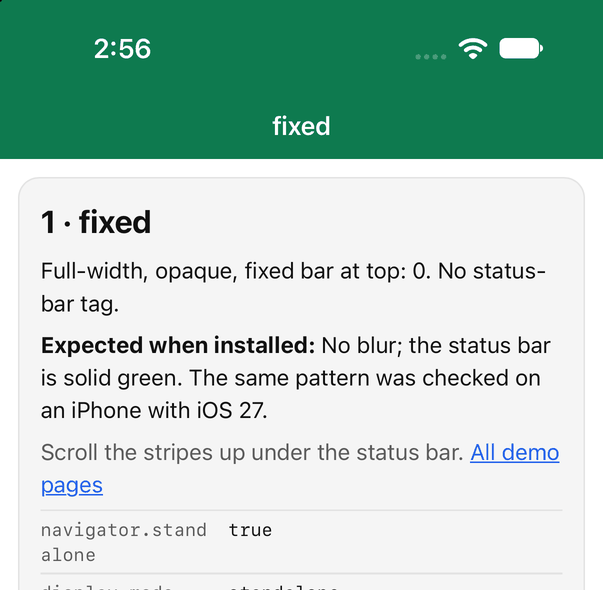 2:56
fixed
1 · fixed
Full-width, opaque, fixed bar at top: 0. No status-
bar tag.
Expected when installed: No blur; the status bar
is solid green. The same pattern was checked on
an iPhone with iOS 27.
Scroll the stripes up under the status bar. All demo
pages
navigator.stand true
alone